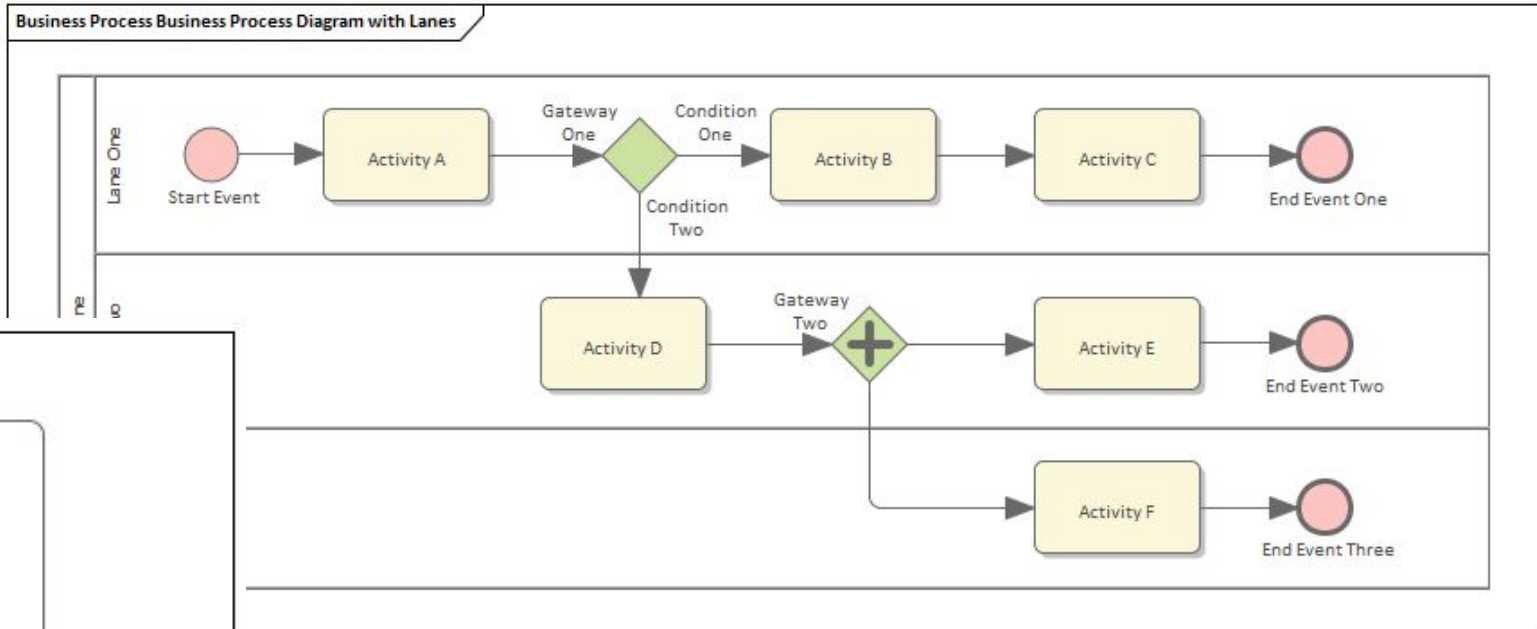 Business Process Business Process Diagram with Lanes
Lane One
Start Event
Activity A
Gateway
One
Condition
One
Activity B
Activity C
End Event One
Condition
Two
Activity D
Gateway
Two
Activity E
End Event Two
Activity F
End Event Three